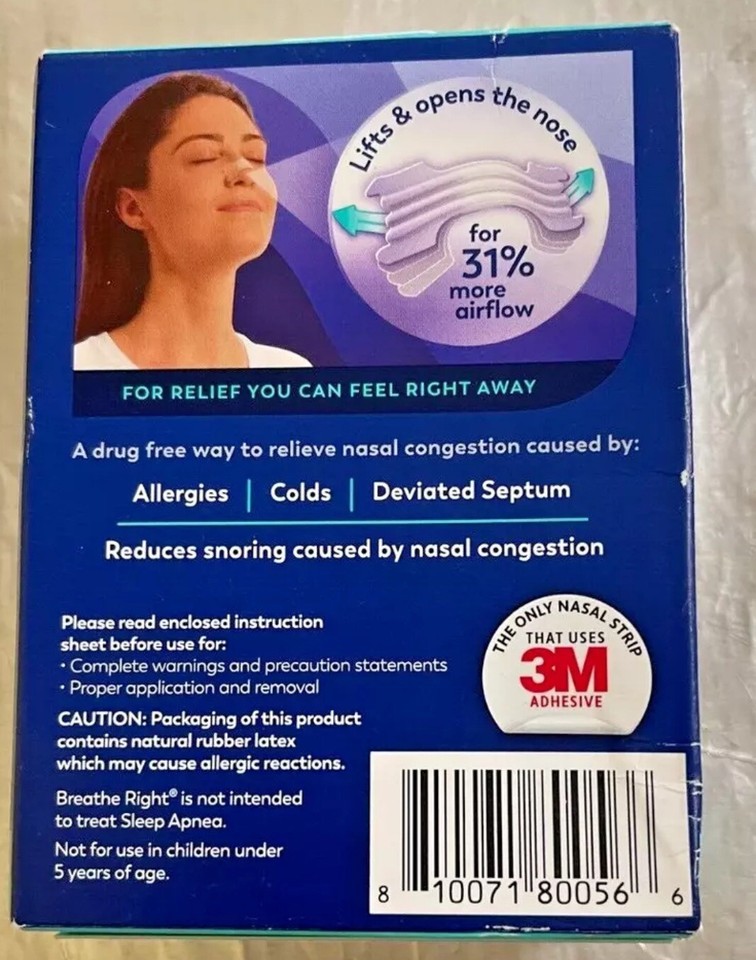 Lifts & opens the nose
for
31%
more
airflow
FOR RELIEF YOU CAN FEEL RIGHT AWAY
A drug free way to relieve nasal congestion caused by:
Allergies | Colds | Deviated Septum
Reduces snoring caused by nasal congestion
Please read enclosed instruction
sheet before use for:
• Complete warnings and precaution statements
• Proper application and removal
CAUTION: Packaging of this product
contains natural rubber latex
which may cause allergic reactions.
Breathe Right® is not intended
to treat Sleep Apnea.
Not for use in children under
5 years of age.
THE ONLY NASAL STRIP
THAT USES
3M
ADHESIVE
8 10071 80056 6